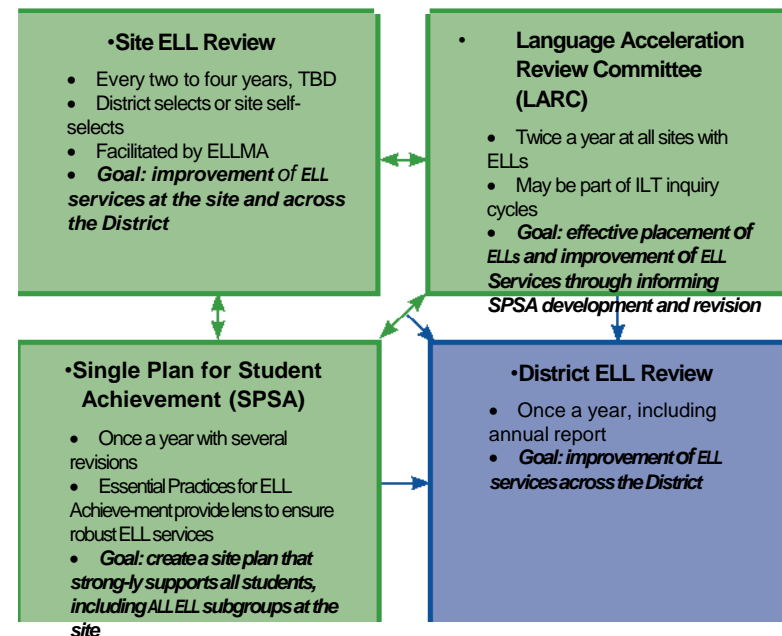 •Site ELL Review
• Every two to four years, TBD
• District selects or site self-
selects
• Facilitated by ELLMA
• Goal: improvement of ELL
services at the site and across
the District
• Language Acceleration
Review Committee
(LARC)
• Twice a year at all sites with
ELLs
• May be part of ILT inquiry
cycles
• Goal: effective placement of
ELLs and improvement of ELL
Services through informing
SPSA development and revision
•Single Plan for Student
Achievement (SPSA)
• Once a year with several
revisions
• Essential Practices for ELL
Achieve-ment provide lens to ensure
robust ELL services
• Goal: create a site plan that
strong-ly supports all students,
including ALL ELL subgroups at the
site
•District ELL Review
• Once a year, including
annual report
• Goal: improvement of ELL
services across the District